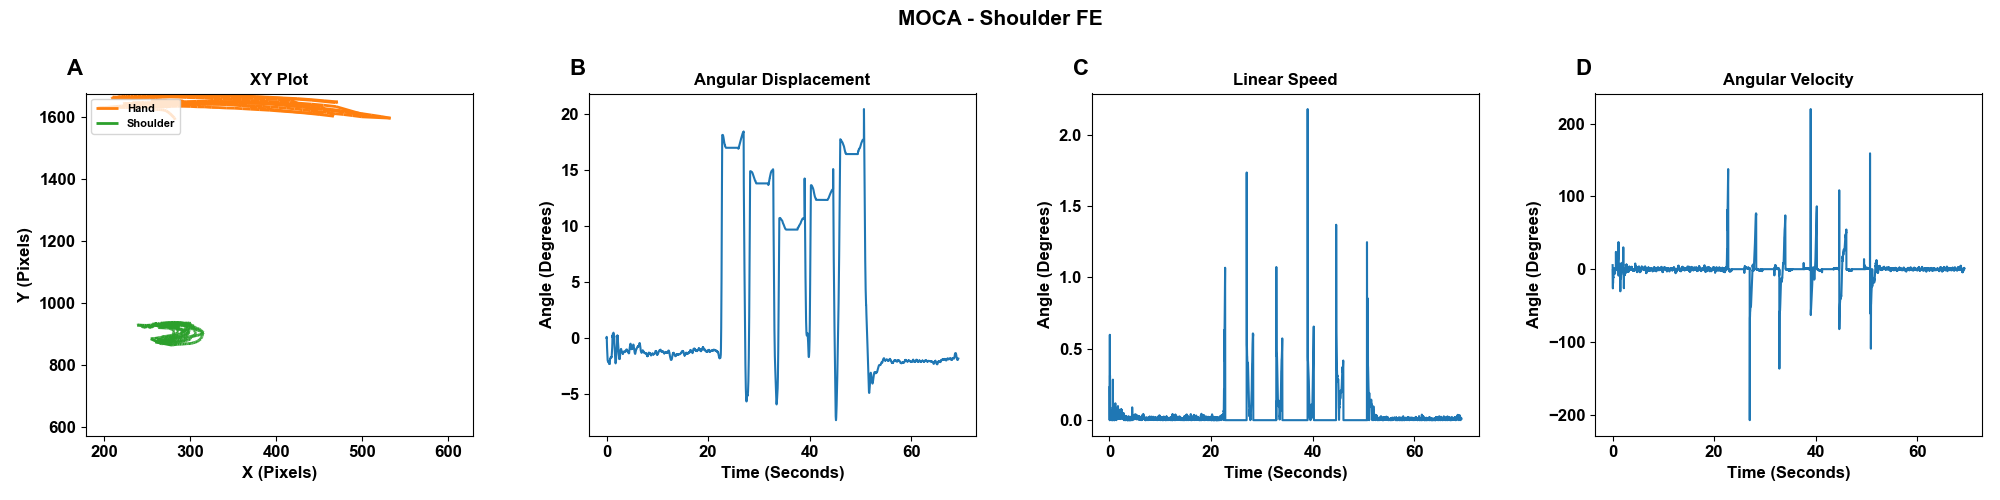 MOCA - Shoulder FE
A
XY Plot
Hand
Shoulder
1600
1400
1200
1000
800
600
200
300
400
500
600
Y (Pixels)
X (Pixels)
B
Angular Displacement
20
15
10
5
0
−5
0
20
40
60
Angle (Degrees)
Time (Seconds)
C
Linear Speed
2.0
1.5
1.0
0.5
0.0
0
20
40
60
Angle (Degrees)
Time (Seconds)
D
Angular Velocity
200
100
0
−100
−200
0
20
40
60
Angle (Degrees)
Time (Seconds)